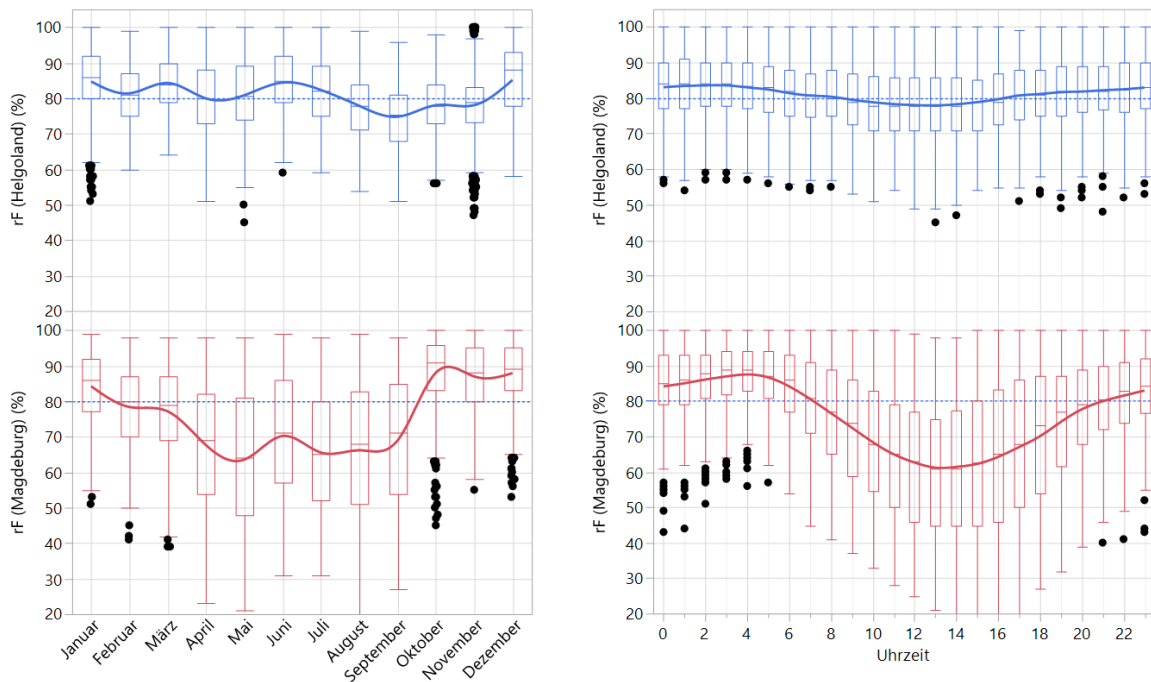 rF (Helgoland) (%)
100
90
80
70
60
50
40
30
20
rF (Magdeburg) (%)
100
90
80
70
60
50
40
30
20
Januar
Februar
März
April
Mai
Juni
Juli
August
September
Oktober
November
Dezember
rF (Helgoland) (%)
100
90
80
70
60
50
40
30
20
rF (Magdeburg) (%)
100
90
80
70
60
50
40
30
20
0 2 4 6 8 10 12 14 16 18 20 22
Uhrzeit